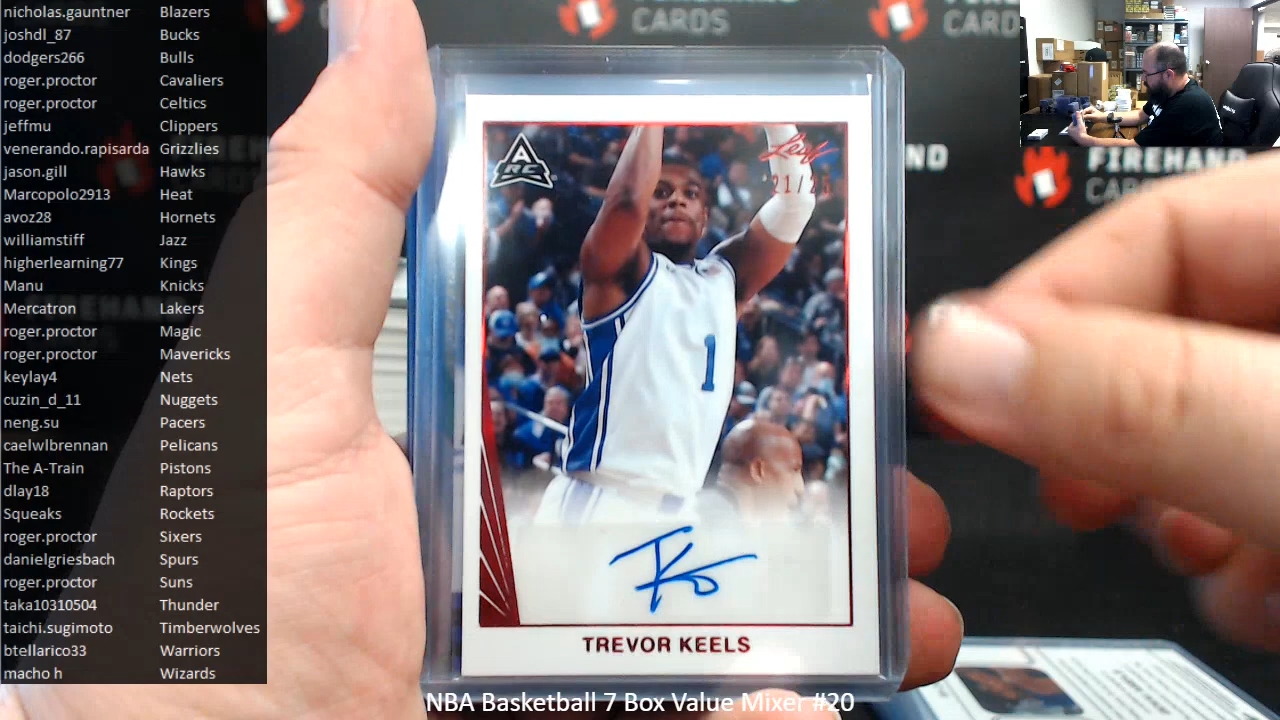 nicholas.gauntner Blazers
joshdl_87 Bucks
dodgers266 Bulls
roger.proctor Cavaliers
roger.proctor Celtics
jeffmu Clippers
venerando.rapisarda Grizzlies
jason.gill Hawks
Marcopolo2913 Heat
avoz28 Hornets
williamstiff Jazz
higherlearning77 Kings
Manu Knicks
Mercatron Lakers
roger.proctor Magic
roger.proctor Mavericks
keylay4 Nets
cuzin_d_11 Nuggets
neng.su Pacers
caelwlbrennan Pelicans
The A-Train Pistons
dlay18 Raptors
Squeaks Rockets
roger.proctor Sixers
danielgriesbach Spurs
roger.proctor Suns
taka10310504 Thunder
taichi.sugimoto Timberwolves
btellarico33 Warriors
macho h Wizards
FIREHAND
CARDS
CARDS
FIREHAND
A
RC
Leaf
1
TREVOR KEELS
NBA Basketball 7 Box Value Mixer #20